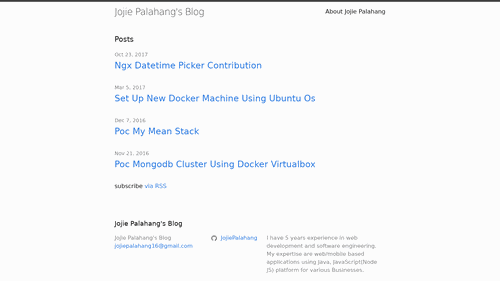 Jojie Palahang's Blog
About Jojie Palahang
Posts
Oct 23, 2017
Ngx Datetime Picker Contribution
Mar 5, 2017
Set Up New Docker Machine Using Ubuntu Os
Dec 7, 2016
Poc My Mean Stack
Nov 21, 2016
Poc Mongodb Cluster Using Docker Virtualbox
subscribe via RSS
Jojie Palahang's Blog
Jojie Palahang's Blog
jojiepalahang16@gmail.com
JojiePalahang
I have 5 years experience in web
development and software engineering.
My expertise are web/mobile based
applications using Java, JavaScript(Node
JS) platform for various Businesses.